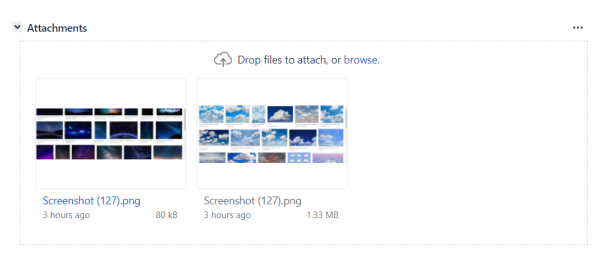 Attachments
Drop files to attach, or browse.
Screenshot (127).png
3 hours ago 80 kB
Screenshot (127).png
3 hours ago 1.33 MB